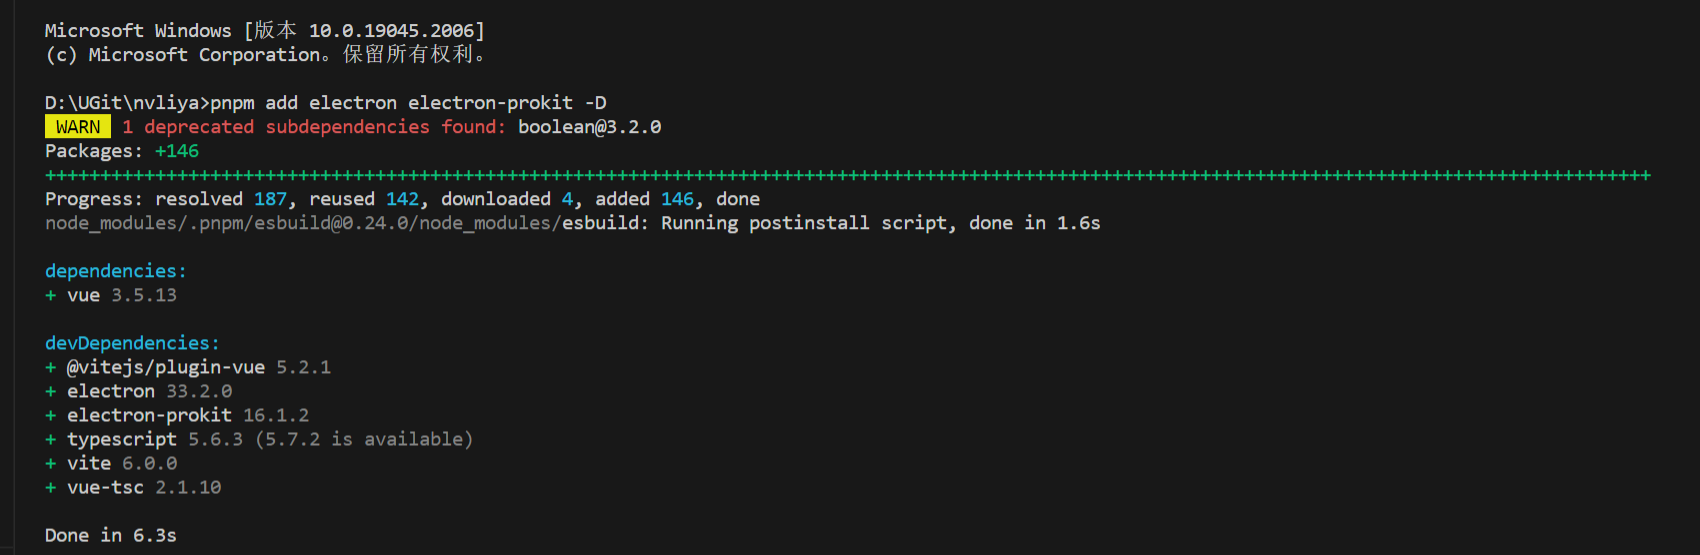 Microsoft Windows [版本 10.0.19045.2006]
(c) Microsoft Corporation。保留所有权利。
D:\UGit\nvliya>pnpm add electron electron-prokit -D
WARN 1 deprecated subdependencies found: boolean@3.2.0
Packages: +146
++++++++++++++++++++++++++++++++++++++++++++++++++++++++++++++++++++++++++++++++++++++++++++++++++++++++++++++++++++++++++++++++++++++++++++++++++
Progress: resolved 187, reused 142, downloaded 4, added 146, done
node_modules/.pnpm/esbuild@0.24.0/node_modules/esbuild: Running postinstall script, done in 1.6s
dependencies:
+ vue 3.5.13
devDependencies:
+ @vitejs/plugin-vue 5.2.1
+ electron 33.2.0
+ electron-prokit 16.1.2
+ typescript 5.6.3 (5.7.2 is available)
+ vite 6.0.0
+ vue-tsc 2.1.10
Done in 6.3s